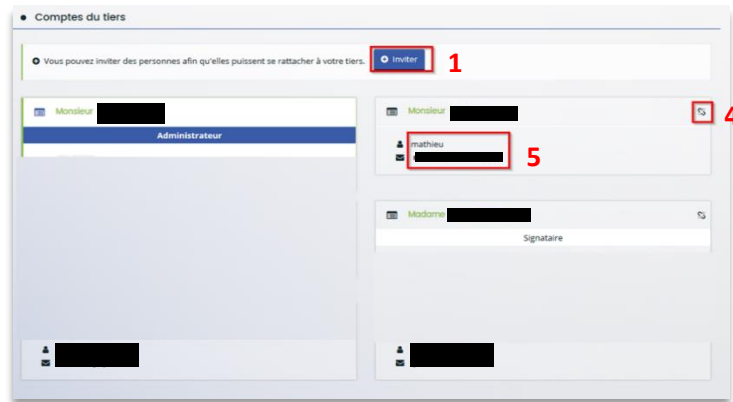 Comptes du tiers
Vous pouvez inviter des personnes afin qu'elles puissent se rattacher à votre tiers.
Inviter
1
Monsieur
Administrateur
Monsieur
4
mathieu
5
Madame
Signataire